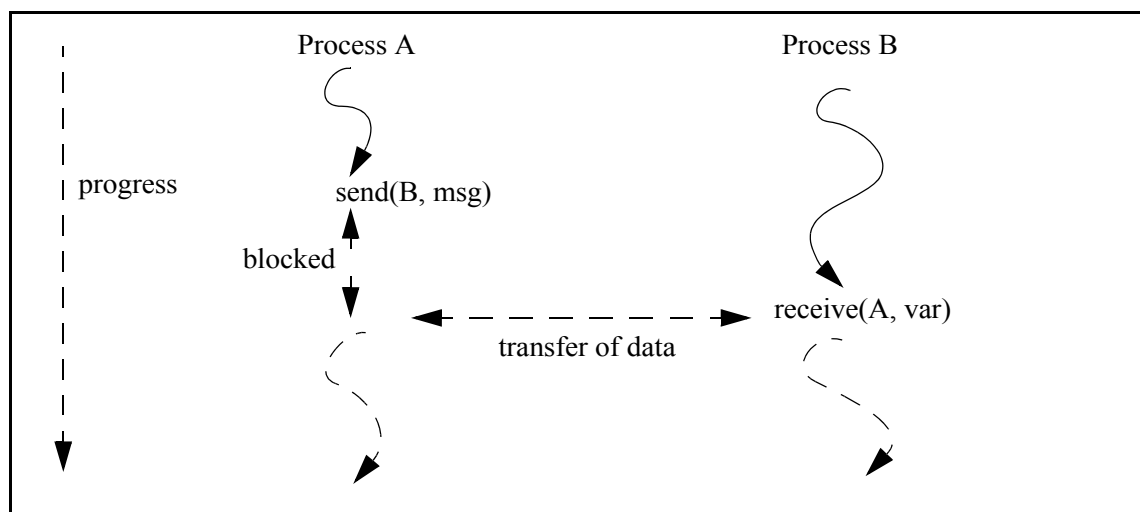 Process A
Process B
progress
send(B, msg)
blocked
receive(A, var)
transfer of data